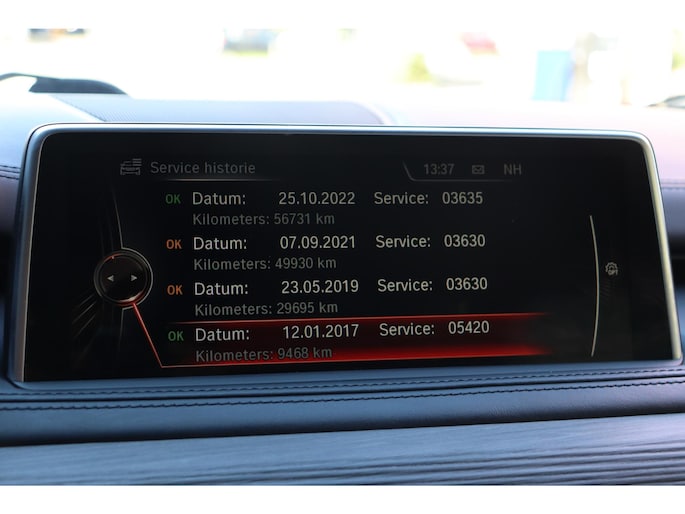 Service historie 13:37 NH
OK Datum: 25.10.2022 Service: 03635
Kilometers: 56731 km
OK Datum: 07.09.2021 Service: 03630
Kilometers: 49930 km
OK Datum: 23.05.2019 Service: 03630
Kilometers: 29695 km
OK Datum: 12.01.2017 Service: 05420
Kilometers: 9468 km